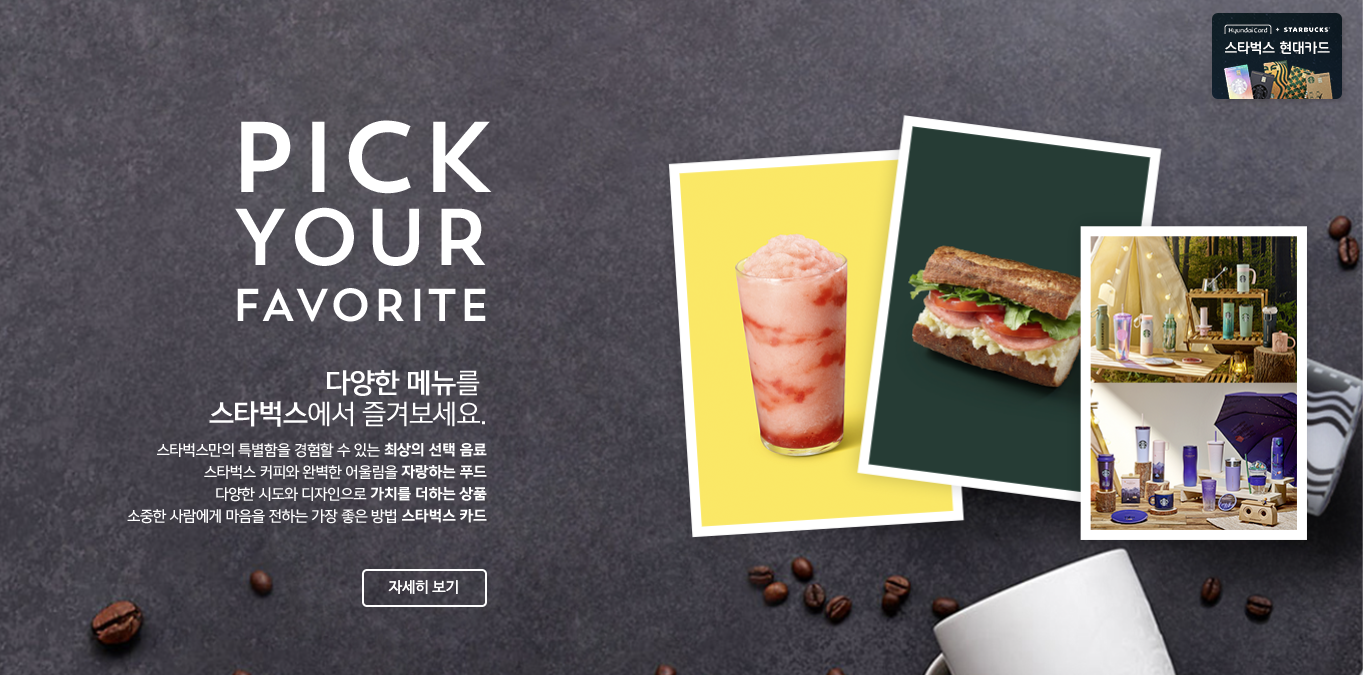 HyundaiCard + STARBUCKS
스타벅스 현대카드
PICK
YOUR
FAVORITE
다양한 메뉴를
스타벅스에서 즐겨보세요.
스타벅스만의 특별함을 경험할 수 있는 최상의 선택 음료
스타벅스 커피와 완벽한 어울림을 자랑하는 푸드
다양한 시도와 디자인으로 가치를 더하는 상품
소중한 사람에게 마음을 전하는 가장 좋은 방법 스타벅스 카드
자세히 보기